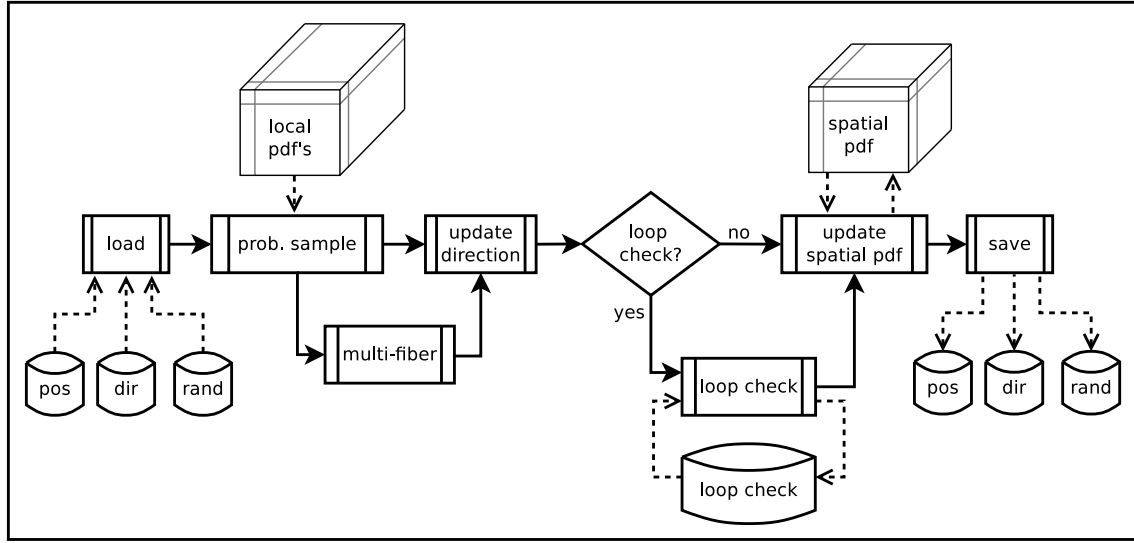 local
pdf's
spatial
pdf
load
prob. sample
update
direction
loop
check?
no
update
spatial pdf
save
yes
multi-fiber
pos
dir
rand
loop check
pos
dir
rand
loop check